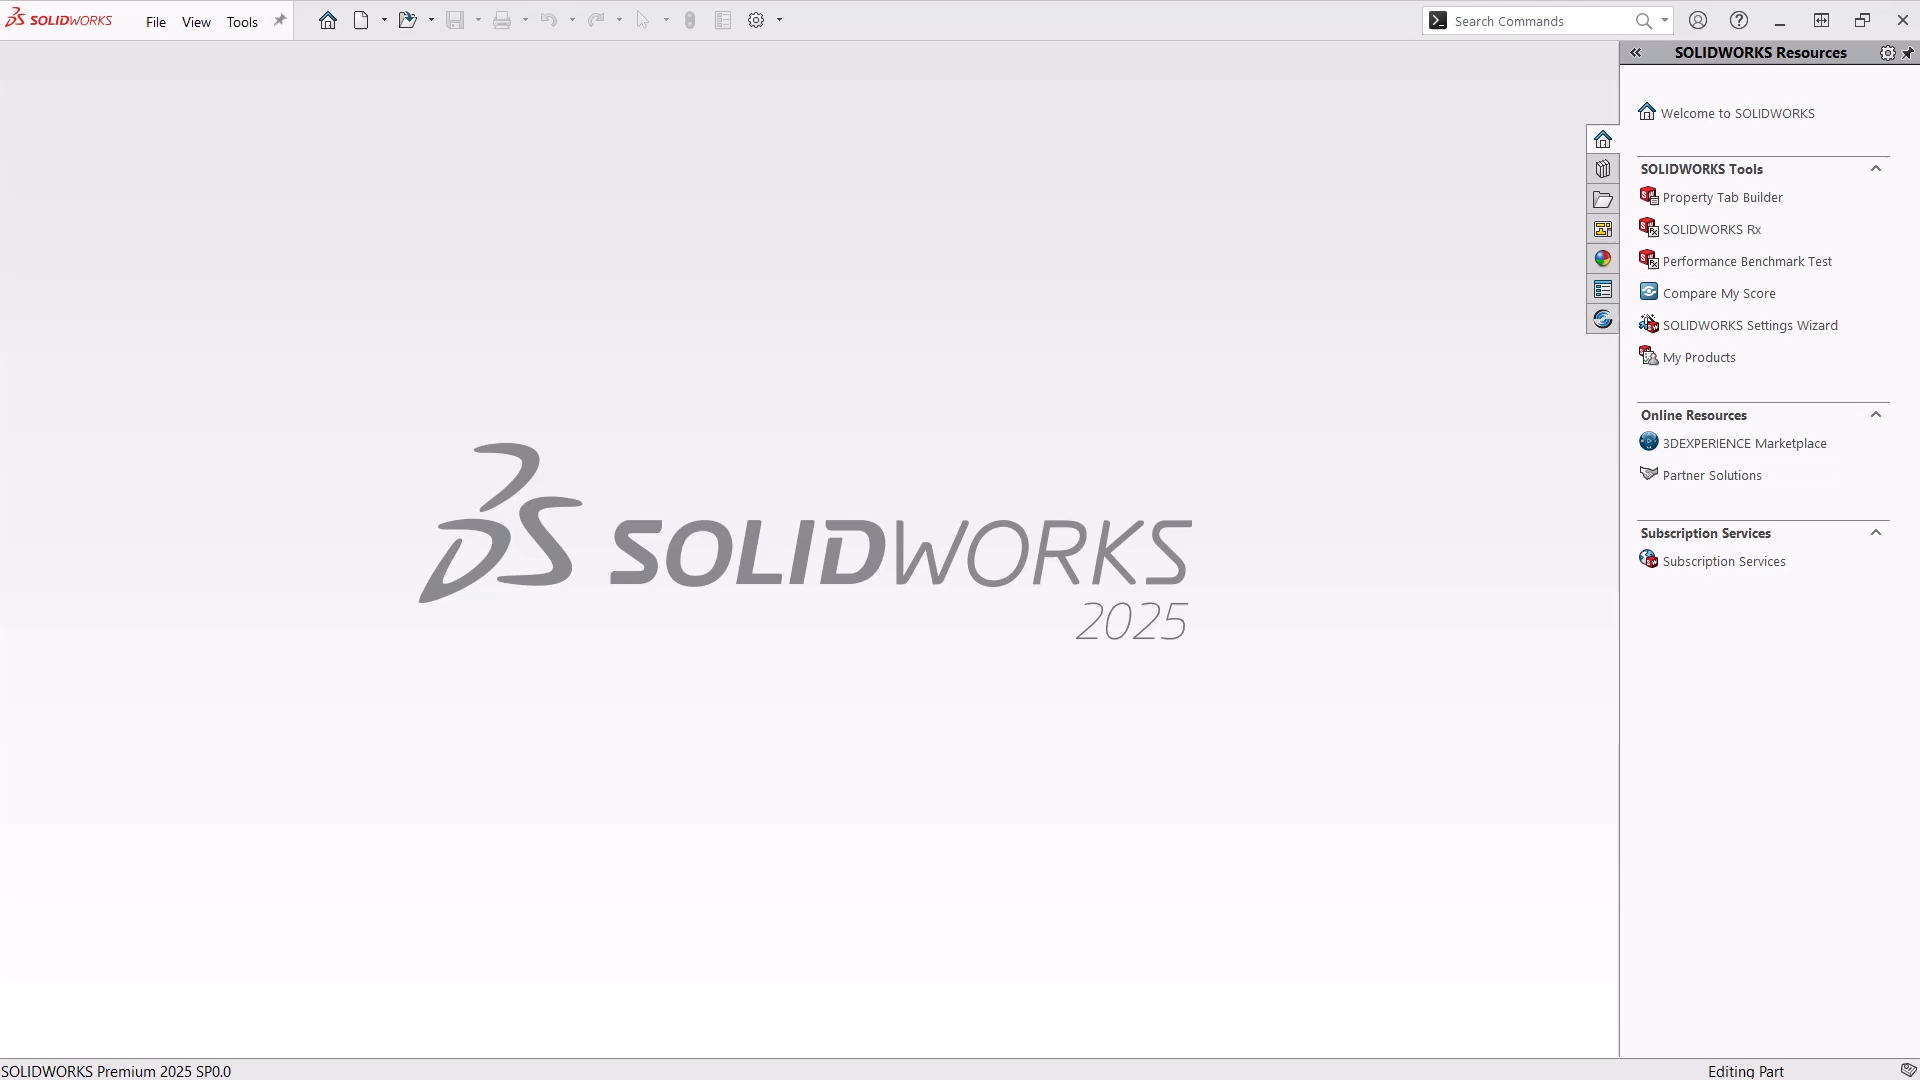 SOLIDWORKS
File View Tools
Search Commands
SOLIDWORKS Resources
Welcome to SOLIDWORKS
SOLIDWORKS Tools
Property Tab Builder
SOLIDWORKS Rx
Performance Benchmark Test
Compare My Score
SOLIDWORKS Settings Wizard
My Products
Online Resources
3DEXPERIENCE Marketplace
Partner Solutions
Subscription Services
Subscription Services
SOLIDWORKS
2025
SOLIDWORKS Premium 2025 SP0.0
Editing Part